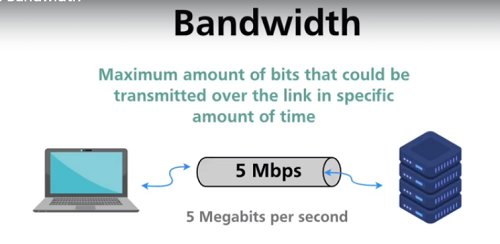 Bandwidth
Maximum amount of bits that could be
transmitted over the link in specific
amount of time
5 Mbps
5 Megabits per second